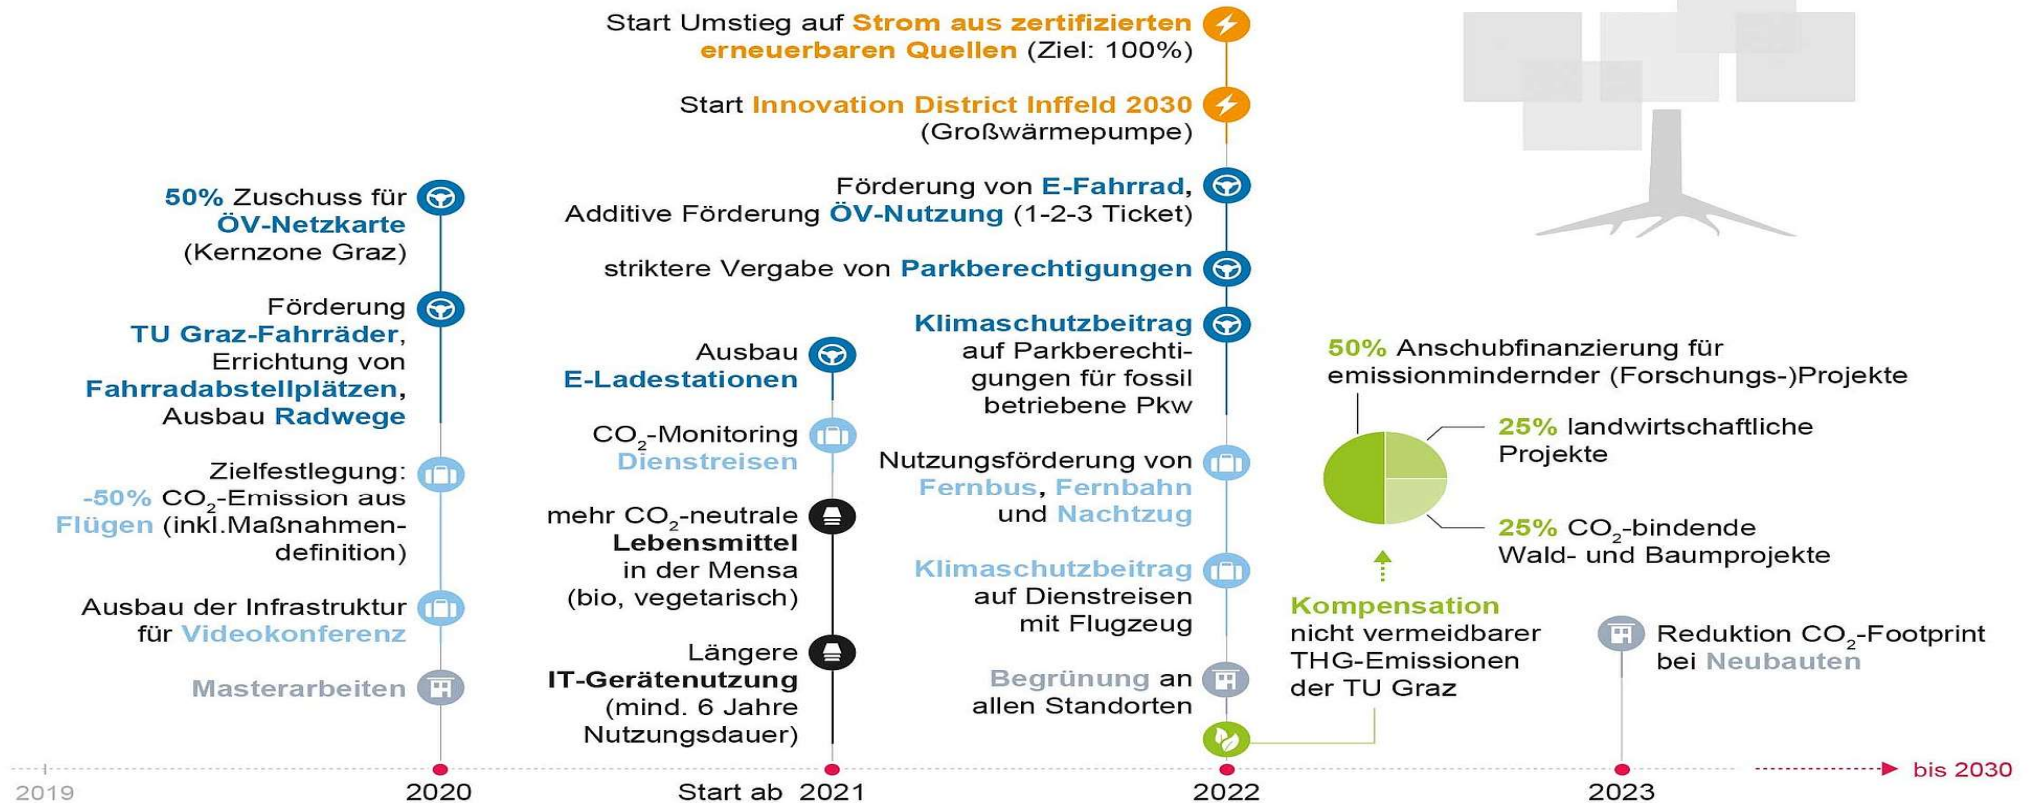 50% Zuschuss für
ÖV-Netzkarte
(Kernzone Graz)
Förderung
TU Graz-Fahrräder,
Errichtung von
Fahrradabstellplätzen,
Ausbau Radwege
Zielfestlegung:
-50% CO₂-Emission aus
Flügen (inkl.Maßnahmen-
definition)
Ausbau der Infrastruktur
für Videokonferenz
Masterarbeiten
Ausbau
E-Ladestationen
CO₂-Monitoring
Dienstreisen
mehr CO₂-neutrale
Lebensmittel
in der Mensa
(bio, vegetarisch)
Längere
IT-Gerätenutzung
(mind. 6 Jahre
Nutzungsdauer)
Start Umstieg auf Strom aus zertifizierten
erneuerbaren Quellen (Ziel: 100%)
Start Innovation District Inffeld 2030
(Großwärmepumpe)
Förderung von E-Fahrrad,
Additive Förderung ÖV-Nutzung (1-2-3 Ticket)
striktere Vergabe von Parkberechtigungen
Klimaschutzbeitrag
auf Parkberechti-
gungen für fossil
betriebene Pkw
Nutzungsförderung von
Fernbus, Fernbahn
und Nachtzug
Klimaschutzbeitrag
auf Dienstreisen
mit Flugzeug
Begrünung an
allen Standorten
50% Anschubfinanzierung für
emissionmindernder (Forschungs-)Projekte
25% landwirtschaftliche
Projekte
25% CO₂-bindende
Wald- und Baumprojekte
Kompensation
nicht vermeidbarer
THG-Emissionen
der TU Graz
Reduktion CO₂-Footprint
bei Neubauten
2019
2020
Start ab 2021
2022
2023
bis 2030